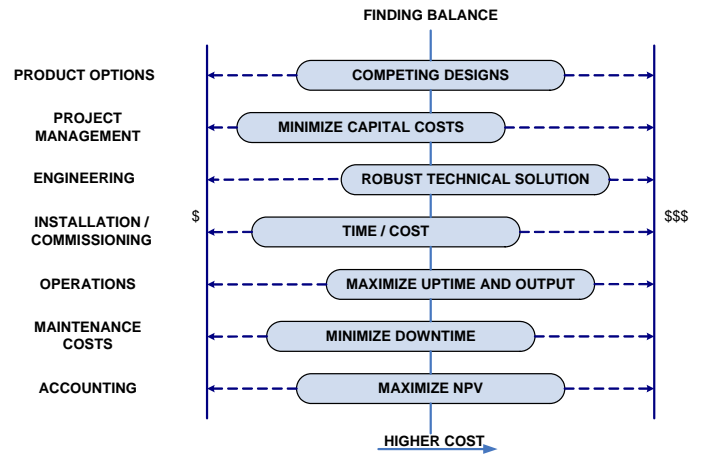 FINDING BALANCE
PRODUCT OPTIONS
COMPETING DESIGNS
PROJECT
MANAGEMENT
MINIMIZE CAPITAL COSTS
ENGINEERING
ROBUST TECHNICAL SOLUTION
$
$$$
INSTALLATION /
COMMISSIONING
TIME / COST
OPERATIONS
MAXIMIZE UPTIME AND OUTPUT
MAINTENANCE
COSTS
MINIMIZE DOWNTIME
ACCOUNTING
MAXIMIZE NPV
HIGHER COST